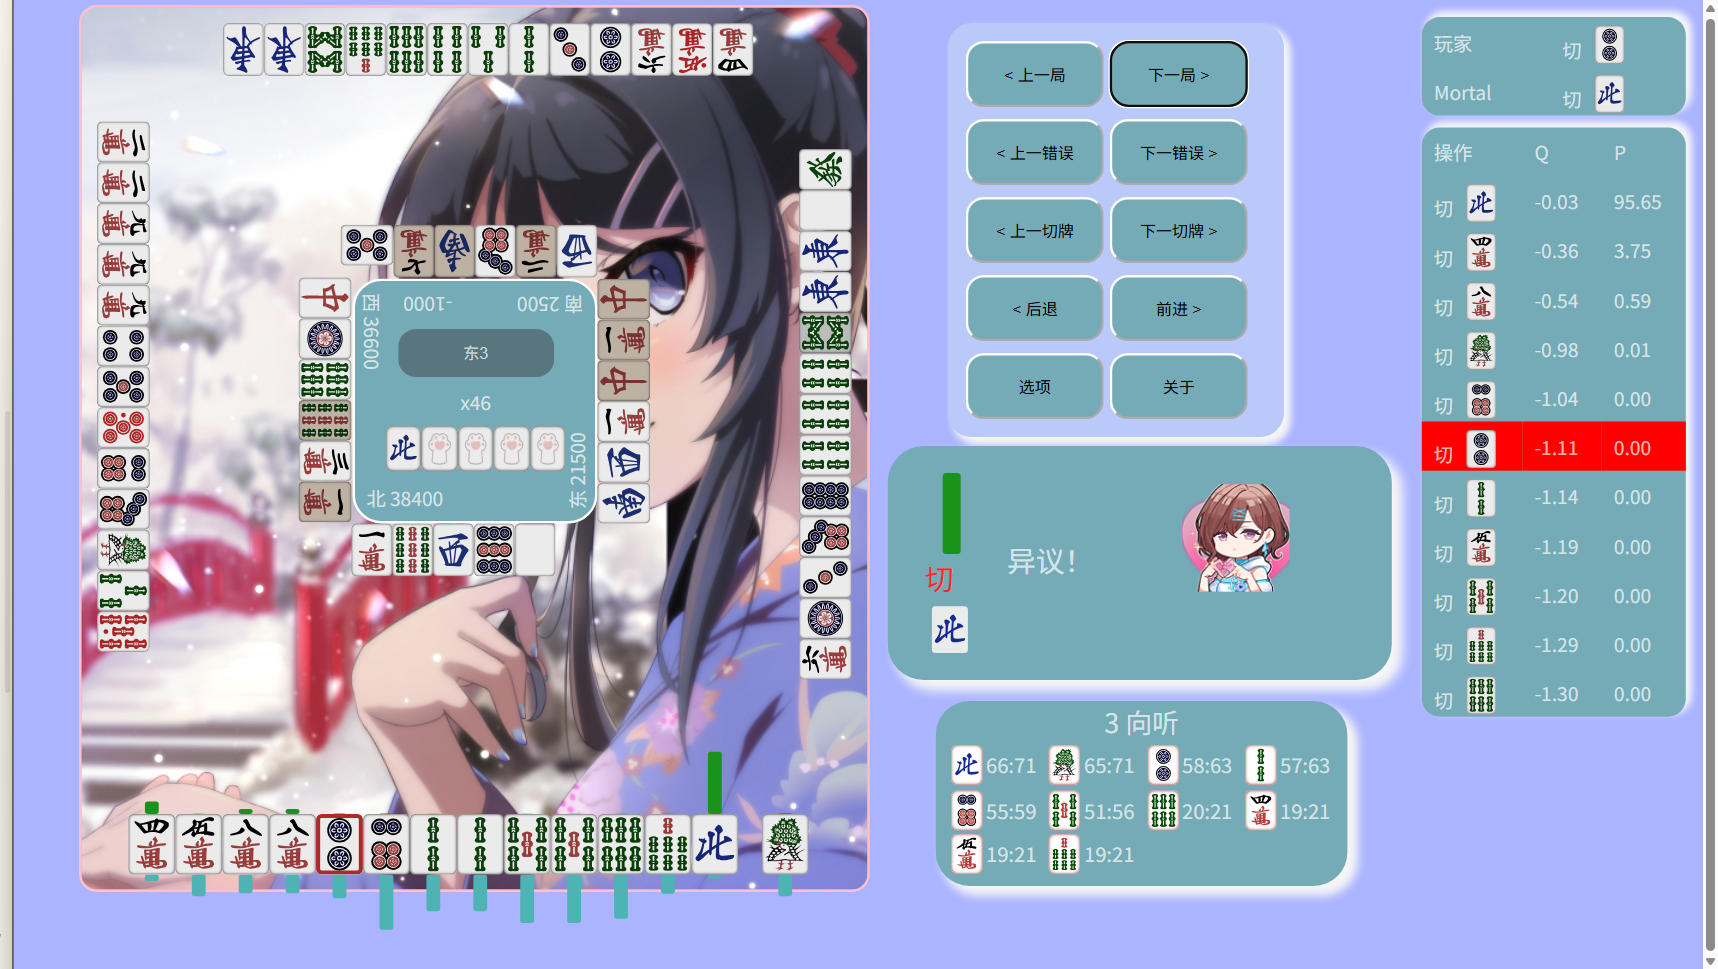 西 36600
-1000
南 2500
东3
x46
北 38400
东 21500
< 上一局
下一局 >
< 上一错误
下一错误 >
< 上一切牌
下一切牌 >
< 后退
前进 >
选项
关于
切
异议!
3 向听
66:71 65:71 58:63 57:63
55:59 51:56 20:21 19:21
19:21 19:21
玩家 切
Mortal 切
操作 Q P
切 -0.03 95.65
切 -0.36 3.75
切 -0.54 0.59
切 -0.98 0.01
切 -1.04 0.00
切 -1.11 0.00
切 -1.14 0.00
切 -1.19 0.00
切 -1.20 0.00
切 -1.29 0.00
切 -1.30 0.00